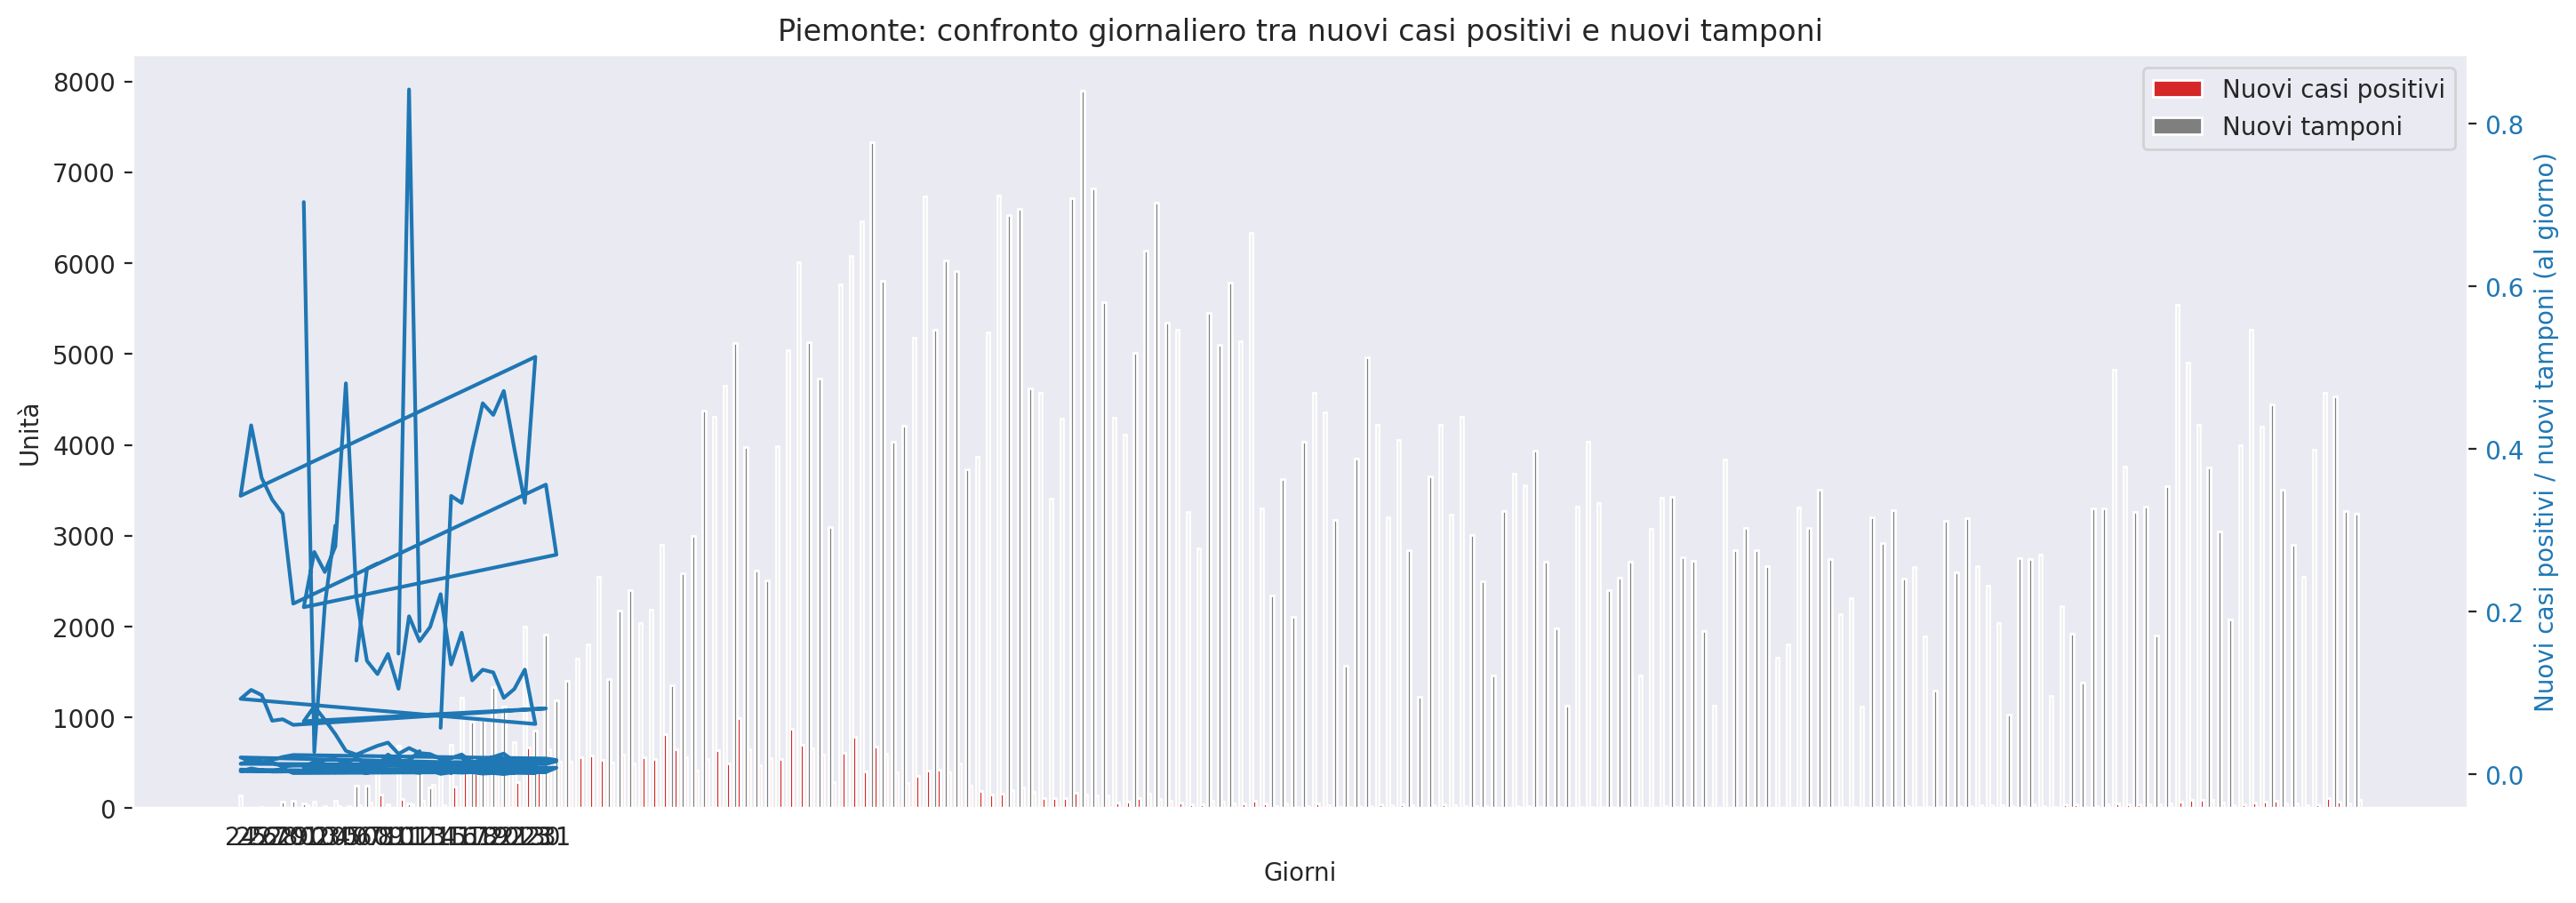 Piemonte: confronto giornaliero tra nuovi casi positivi e nuovi tamponi
Nuovi casi positivi
Nuovi tamponi
8000
7000
6000
5000
4000
3000
2000
1000
0
Unità
0.8
0.6
0.4
0.2
0.0
Nuovi casi positivi / nuovi tamponi (al giorno)
Giorni